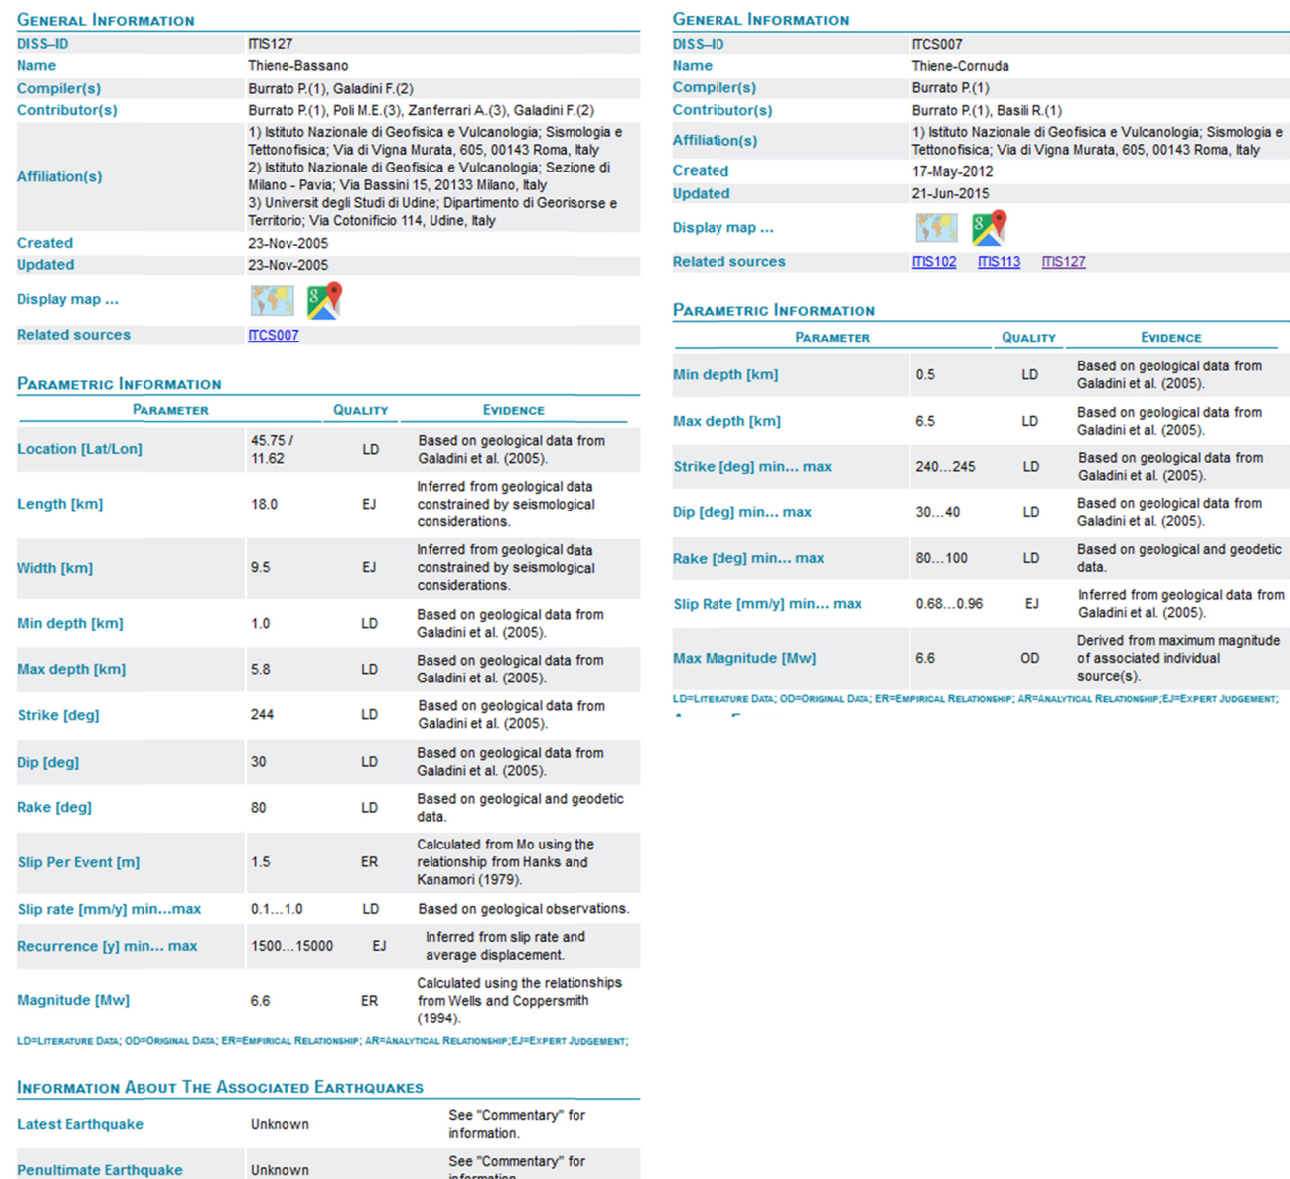 GENERAL INFORMATION
DISS–ID ITIS127
Name Thiene-Bassano
Compiler(s) Burrato P.(1), Galadini F.(2)
Contributor(s) Burrato P.(1), Poli M.E.(3), Zanferrari A.(3), Galadini F(2)
Affiliation(s)
1) Istituto Nazionale di Geofisica e Vulcanologia; Sismologia e
Tettonofisica; Via di Vigna Murata, 605, 00143 Roma, Italy
2) Istituto Nazionale di Geofisica e Vulcanologia; Sezione di
Milano - Pavia; Via Bassini 15, 20133 Milano, Italy
3) Universit degli Studi di Udine; Dipartimento di Georisorse e
Territorio; Via Cotonificio 114, Udine, Italy
Created 23-Nov-2005
Updated 23-Nov-2005
Display map ...
Related sources ITCS007
PARAMETRIC INFORMATION
PARAMETER QUALITY EVIDENCE
Location [Lat/Lon] 45.75 / 11.62 LD Based on geological data from
Galadini et al. (2005).
Length [km] 18.0 EJ Inferred from geological data
constrained by seismological
considerations.
Width [km] 9.5 EJ Inferred from geological data
constrained by seismological
considerations.
Min depth [km] 1.0 LD Based on geological data from
Galadini et al. (2005).
Max depth [km] 5.8 LD Based on geological data from
Galadini et al. (2005).
Strike [deg] 244 LD Based on geological data from
Galadini et al. (2005).
Dip [deg] 30 LD Based on geological data from
Galadini et al. (2005).
Rake [deg] 80 LD Based on geological and geodetic
data.
Slip Per Event [m] 1.5 ER Calculated from Mo using the
relationship from Hanks and
Kanamori (1979).
Slip rate [mm/y] min...max 0.1...1.0 LD Based on geological observations.
Recurrence [y] min... max 1500...15000 EJ Inferred from slip rate and
average displacement.
Magnitude [Mw] 6.6 ER Calculated using the relationships
from Wells and Coppersmith
(1994).
LD=LITERATURE DATA; OD=ORIGINAL DATA; ER=EMPIRICAL RELATIONSHIP; AR=ANALYTICAL RELATIONSHIP;EJ=EXPERT JUDGEMENT;
INFORMATION ABOUT THE ASSOCIATED EARTHQUAKES
Latest Earthquake Unknown See "Commentary" for
information.
Penultimate Earthquake Unknown See "Commentary" for
information.
GENERAL INFORMATION
DISS–ID ITCS007
Name Thiene-Cornuda
Compiler(s) Burrato P.(1)
Contributor(s) Burrato P.(1), Basili R.(1)
Affiliation(s)
1) Istituto Nazionale di Geofisica e Vulcanologia; Sismologia e
Tettonofisica; Via di Vigna Murata, 605, 00143 Roma, Italy
Created 17-May-2012
Updated 21-Jun-2015
Display map ...
Related sources ITIS102 ITIS113 ITIS127
PARAMETRIC INFORMATION
PARAMETER QUALITY EVIDENCE
Min depth [km] 0.5 LD Based on geological data from
Galadini et al. (2005).
Max depth [km] 6.5 LD Based on geological data from
Galadini et al. (2005).
Strike [deg] min... max 240...245 LD Based on geological data from
Galadini et al. (2005).
Dip [deg] min... max 30...40 LD Based on geological data from
Galadini et al. (2005).
Rake [deg] min... max 80...100 LD Based on geological and geodetic
data.
Slip Rate [mm/y] min... max 0.68...0.96 EJ Inferred from geological data from
Galadini et al. (2005).
Max Magnitude [Mw] 6.6 OD Derived from maximum magnitude
of associated individual
source(s).
LD=LITERATURE DATA; OD=ORIGINAL DATA; ER=EMPIRICAL RELATIONSHIP; AR=ANALYTICAL RELATIONSHIP;EJ=EXPERT JUDGEMENT;